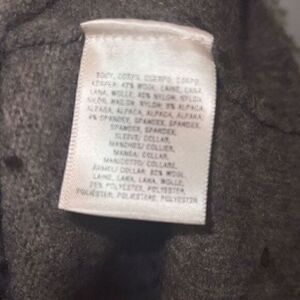 BODY, CORPS, CUERPO, CORPO,
KÖRPER: 47% WOOL, LAINE, LANA,
LANA, WOLLE, 40% NYLON, NYLON,
NYLON, NAILON, NYLON, 9% ALPACA,
ALPAGA, ALPACA, ALPACA, ALPAKA,
4% SPANDEX, SPANDEX, SPANDEX,
SPANDEX, SPANDEX,
SLEEVE/ COLLAR,
MANCHES/ COLLIER,
MANGA/ COLLAR,
MANICOTTO/ COLLARE,
ÄRMEL/ COLLAR: 80% WOOL,
LAINE, LANA, LANA, WOLLE,
20% POLYESTER, POLYESTER,
POLIESTER, POLIESTERE, POLYESTER